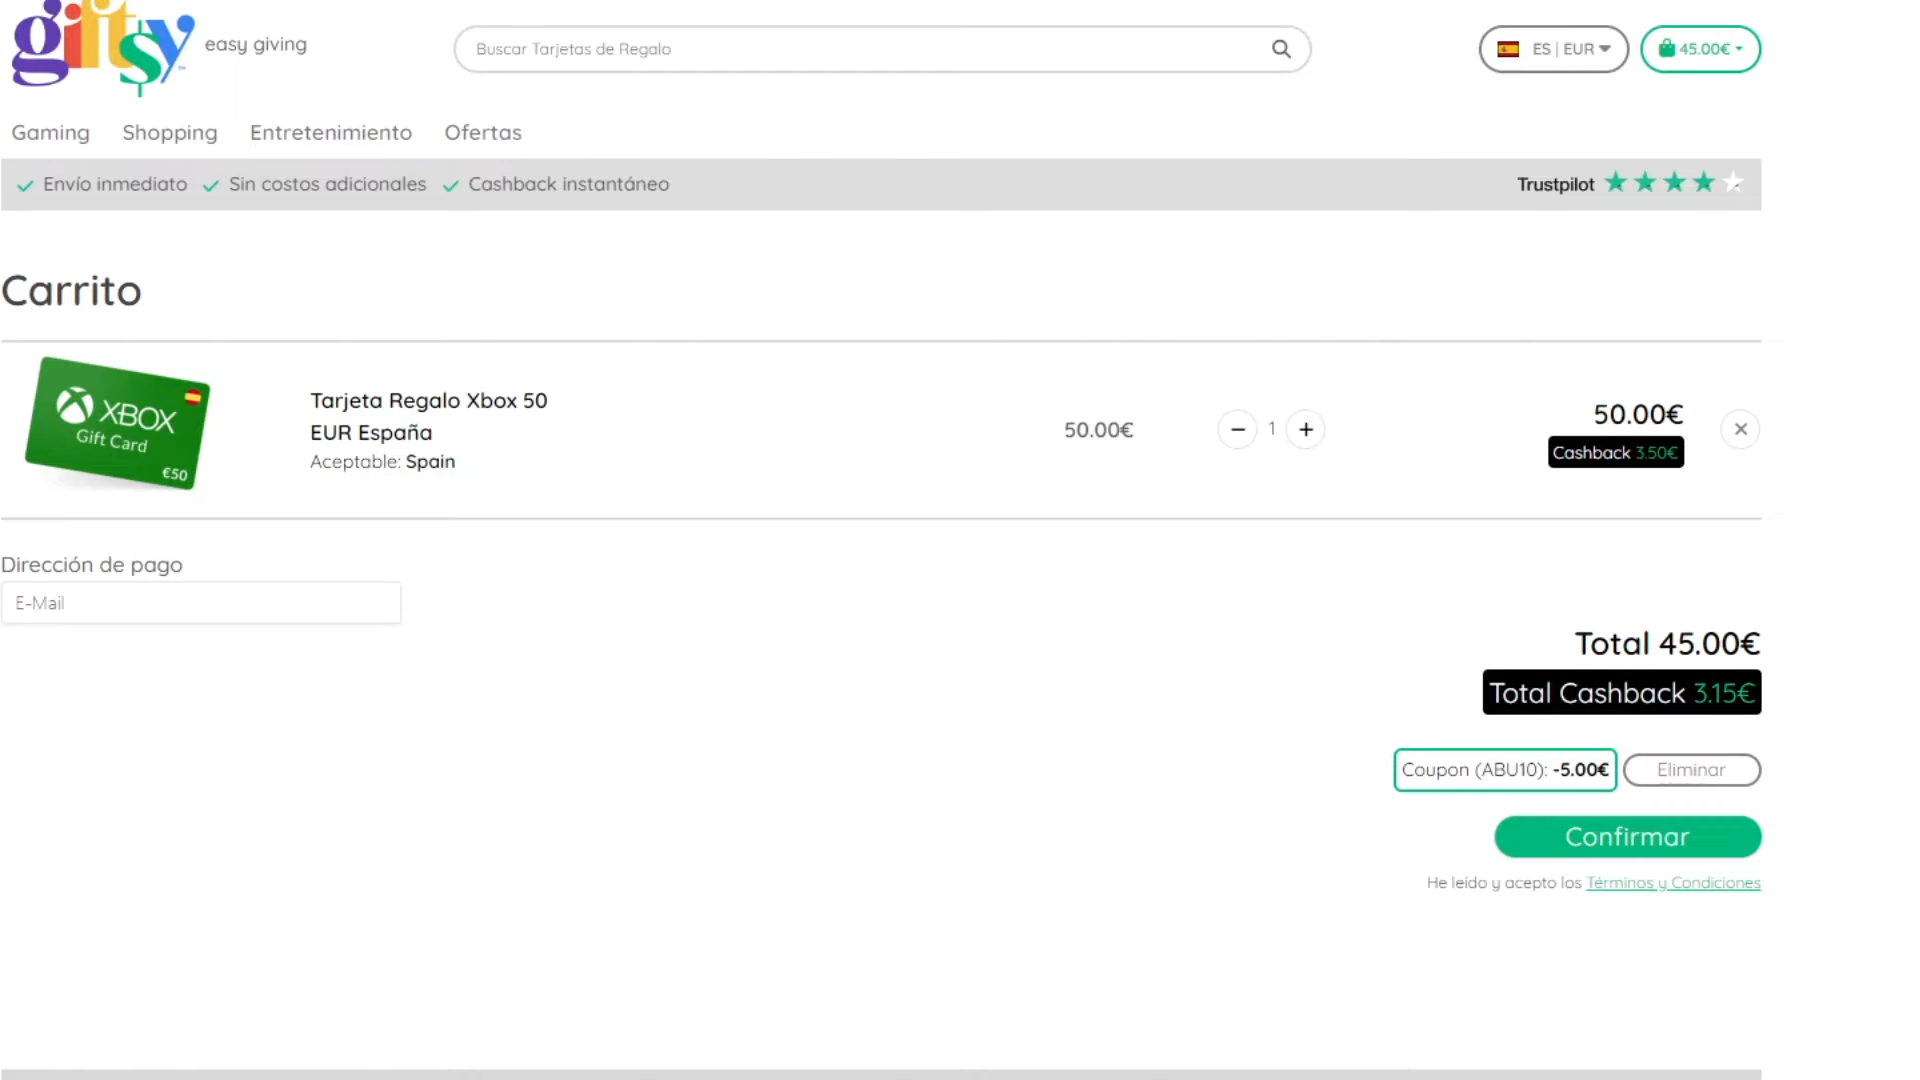 giftsy
easy giving
Buscar Tarjetas de Regalo
ES | EUR
45.00€
Gaming
Shopping
Entretenimiento
Ofertas
Envío inmediato
Sin costos adicionales
Cashback instantáneo
Trustpilot
Carrito
XBOX
Gift Card
€50
Tarjeta Regalo Xbox 50
EUR España
Aceptable: Spain
50.00€
1
50.00€
Cashback 3.50€
Dirección de pago
E-Mail
Total 45.00€
Total Cashback 3.15€
Coupon (ABU10): -5.00€
Eliminar
Confirmar
He leído y acepto los Términos y Condiciones